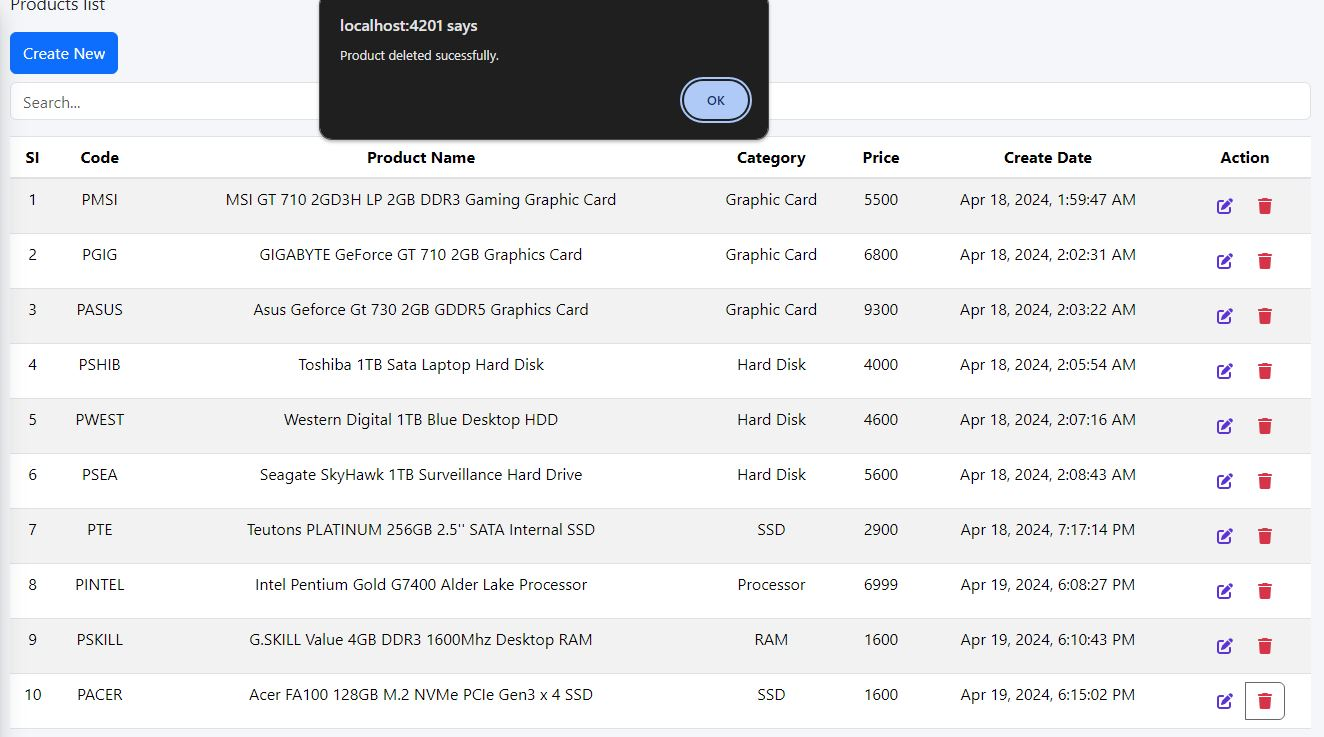 Products list
localhost:4201 says
Product deleted sucessfully.
OK
Create New
Search...
Sl Code Product Name Category Price Create Date Action
1 PMSI MSI GT 710 2GD3H LP 2GB DDR3 Gaming Graphic Card Graphic Card 5500 Apr 18, 2024, 1:59:47 AM
2 PGIG GIGABYTE GeForce GT 710 2GB Graphics Card Graphic Card 6800 Apr 18, 2024, 2:02:31 AM
3 PASUS Asus Geforce Gt 730 2GB GDDR5 Graphics Card Graphic Card 9300 Apr 18, 2024, 2:03:22 AM
4 PSHIB Toshiba 1TB Sata Laptop Hard Disk Hard Disk 4000 Apr 18, 2024, 2:05:54 AM
5 PWEST Western Digital 1TB Blue Desktop HDD Hard Disk 4600 Apr 18, 2024, 2:07:16 AM
6 PSEA Seagate SkyHawk 1TB Surveillance Hard Drive Hard Disk 5600 Apr 18, 2024, 2:08:43 AM
7 PTE Teutons PLATINUM 256GB 2.5'' SATA Internal SSD SSD 2900 Apr 18, 2024, 7:17:14 PM
8 PINTEL Intel Pentium Gold G7400 Alder Lake Processor Processor 6999 Apr 19, 2024, 6:08:27 PM
9 PSKILL G.SKILL Value 4GB DDR3 1600Mhz Desktop RAM RAM 1600 Apr 19, 2024, 6:10:43 PM
10 PACER Acer FA100 128GB M.2 NVMe PCIe Gen3 x 4 SSD SSD 1600 Apr 19, 2024, 6:15:02 PM